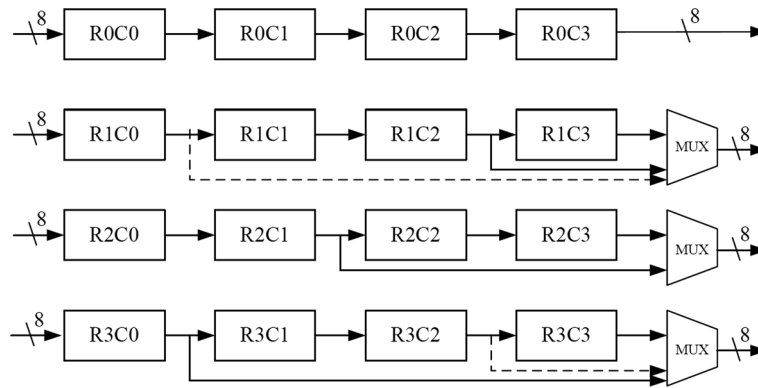 8 R0C0 R0C1 R0C2 R0C3 8
8 R1C0 R1C1 R1C2 R1C3 MUX 8
8 R2C0 R2C1 R2C2 R2C3 MUX 8
8 R3C0 R3C1 R3C2 R3C3 MUX 8